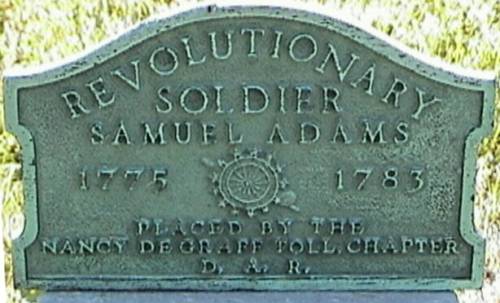 REVOLUTIONARY
SOLDIER
SAMUEL ADAMS
1775 1783
PLACED BY THE
NANCY DE GRAFF TOLL, CHAPTER
D. A. R.